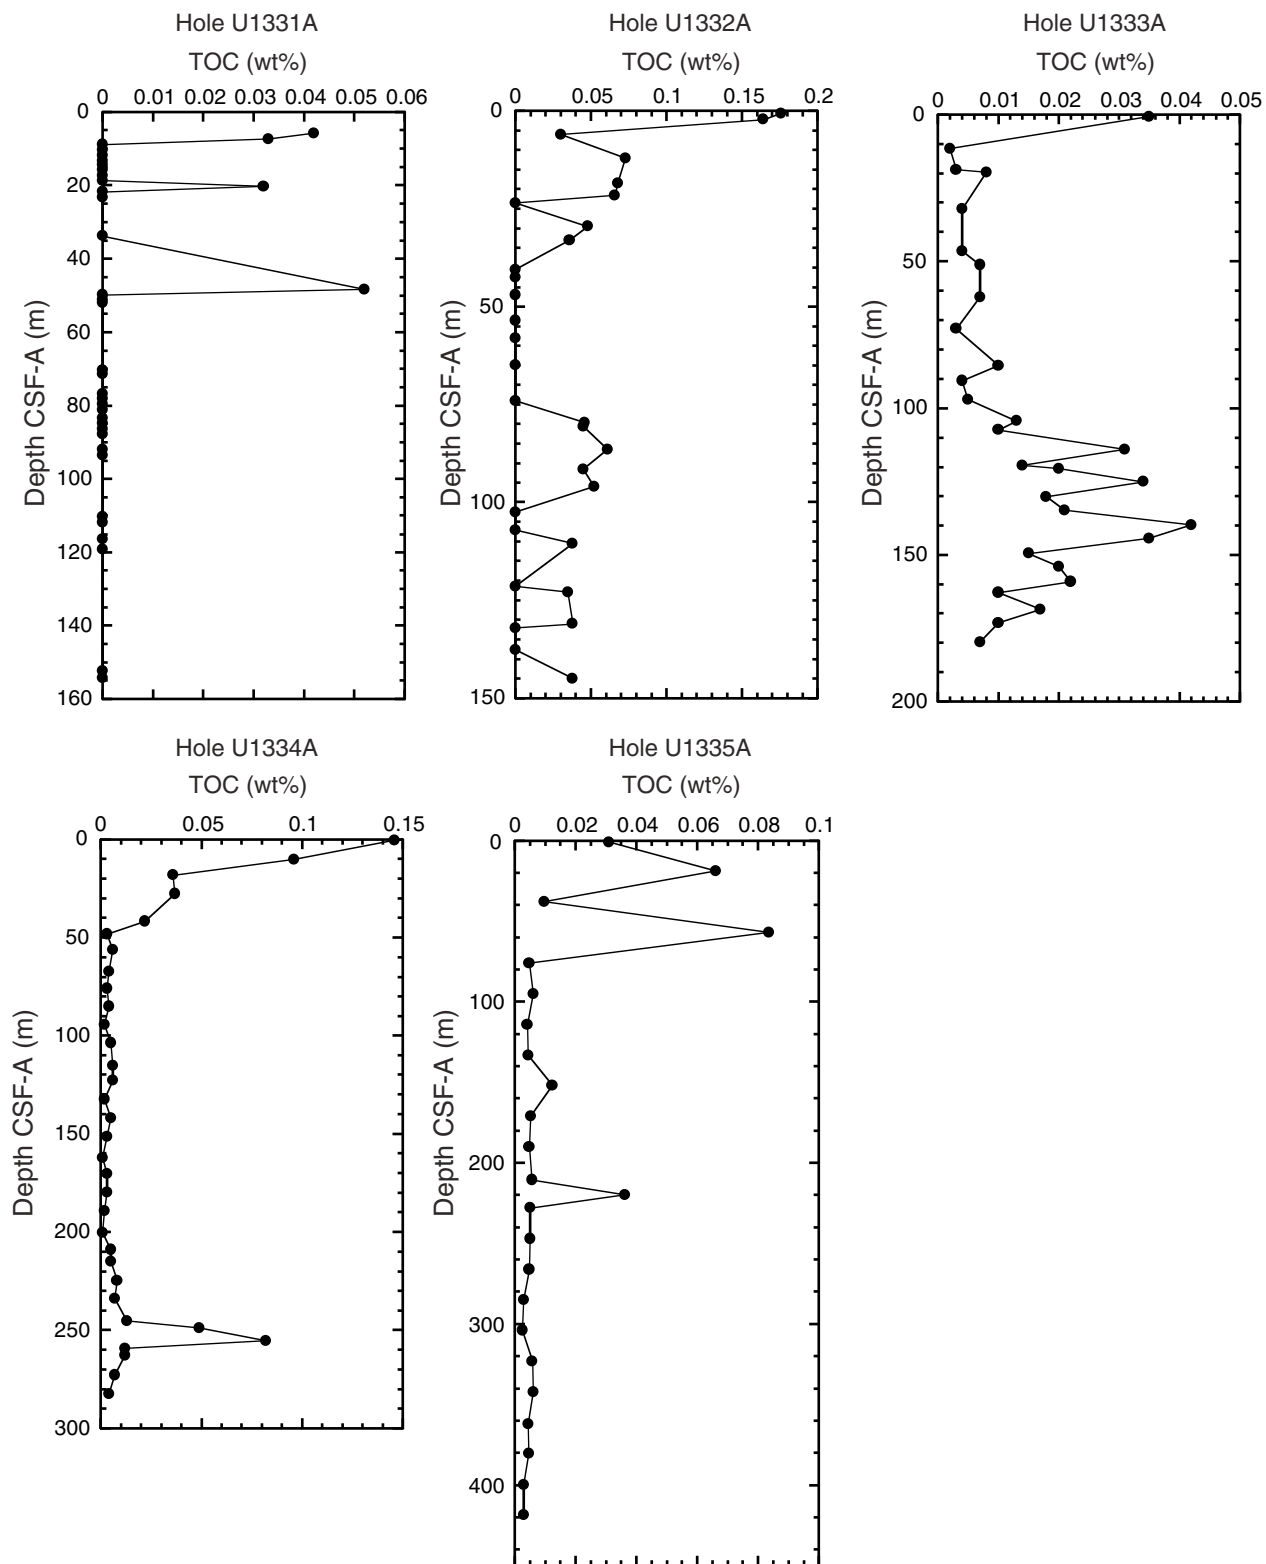 Hole U1331A
TOC (wt%)
0 0.01 0.02 0.03 0.04 0.05 0.06
0
20
40
60
80
100
120
140
160
Depth CSF-A (m)
Hole U1332A
TOC (wt%)
0 0.05 0.1 0.15 0.2
0
50
100
150
Depth CSF-A (m)
Hole U1333A
TOC (wt%)
0 0.01 0.02 0.03 0.04 0.05
0
50
100
150
200
Depth CSF-A (m)
Hole U1334A
TOC (wt%)
0 0.05 0.1 0.15
0
50
100
150
200
250
300
Depth CSF-A (m)
Hole U1335A
TOC (wt%)
0 0.02 0.04 0.06 0.08 0.1
0
100
200
300
400
Depth CSF-A (m)